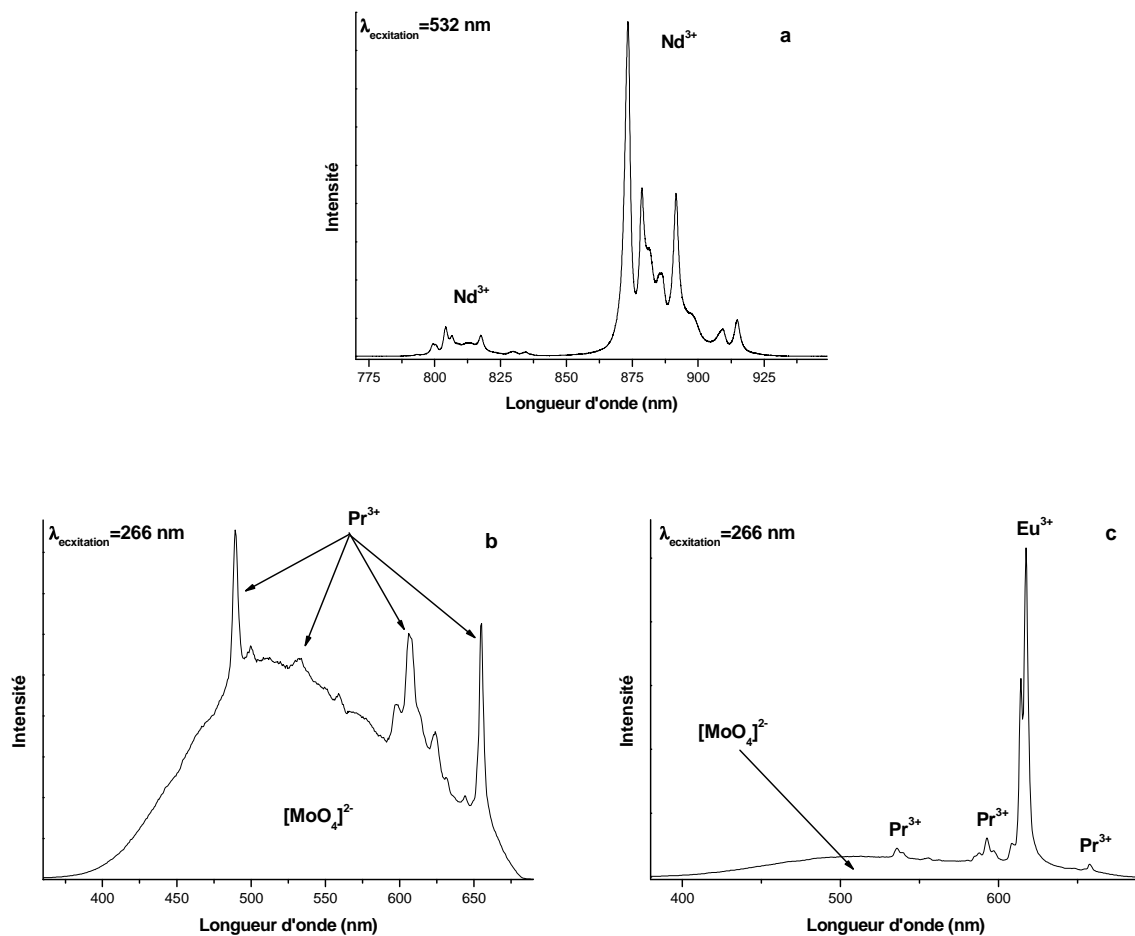 λecxitation=532 nm
a
Nd3+
Nd3+
Intensité
775 800 825 850 875 900 925
Longueur d'onde (nm)
λecxitation=266 nm
Pr3+
b
[MoO4]2-
Intensité
400 450 500 550 600 650
Longueur d'onde (nm)
λecxitation=266 nm
Eu3+
c
[MoO4]2-
Pr3+
Pr3+
Pr3+
Intensité
400 500 600
Longueur d'onde (nm)